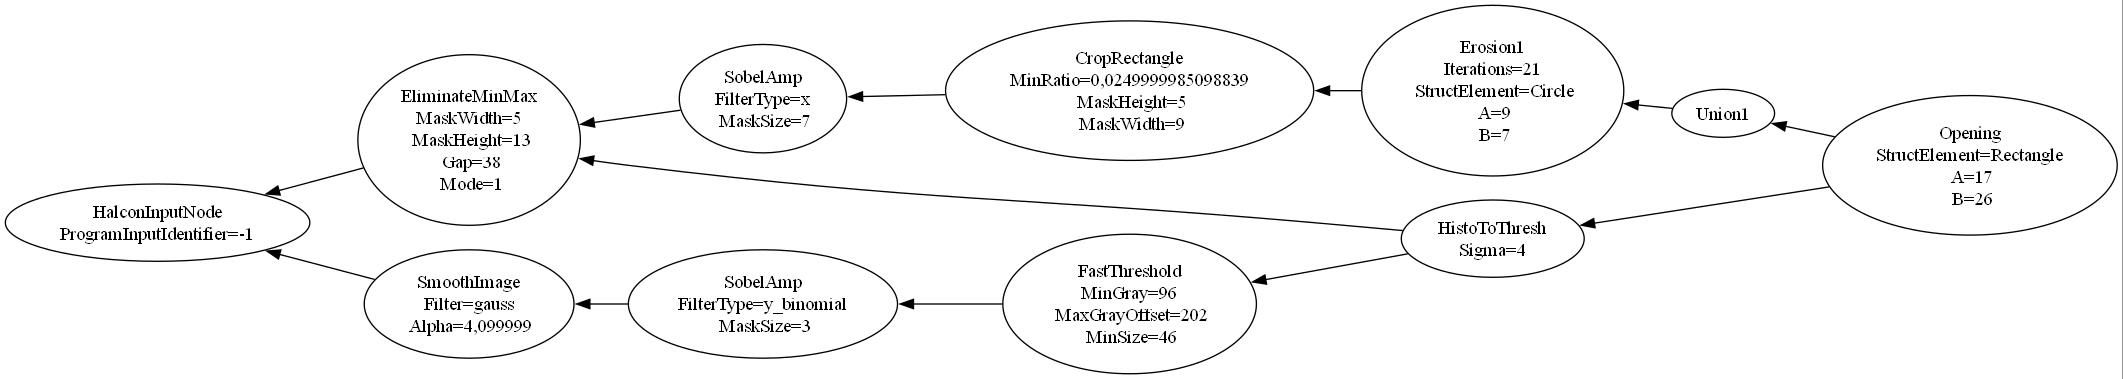 HalconInputNode
ProgramInputIdentifier=-1
EliminateMinMax
MaskWidth=5
MaskHeight=13
Gap=38
Mode=1
SmoothImage
Filter=gauss
Alpha=4,099999
SobelAmp
FilterType=x
MaskSize=7
SobelAmp
FilterType=y_binomial
MaskSize=3
CropRectangle
MinRatio=0,0249999985098839
MaskHeight=5
MaskWidth=9
FastThreshold
MinGray=96
MaxGrayOffset=202
MinSize=46
Erosion1
Iterations=21
StructElement=Circle
A=9
B=7
HistoToThresh
Sigma=4
Union1
Opening
StructElement=Rectangle
A=17
B=26